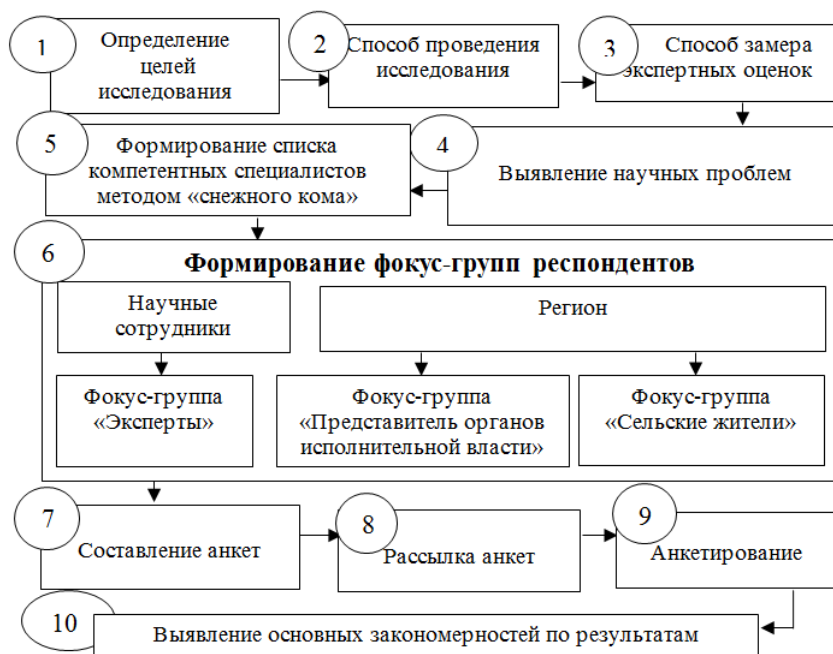 1
Определение
целей
исследования
2
Способ проведения
исследования
3
Способ замера
экспертных оценок
4
Выявление научных проблем
5
Формирование списка
компетентных специалистов
методом «снежного кома»
6
Формирование фокус-групп респондентов
Научные
сотрудники
Регион
Фокус-группа
«Эксперты»
Фокус-группа
«Представитель органов
исполнительной власти»
Фокус-группа
«Сельские жители»
7
Составление анкет
8
Рассылка анкет
9
Анкетирование
10
Выявление основных закономерностей по результатам